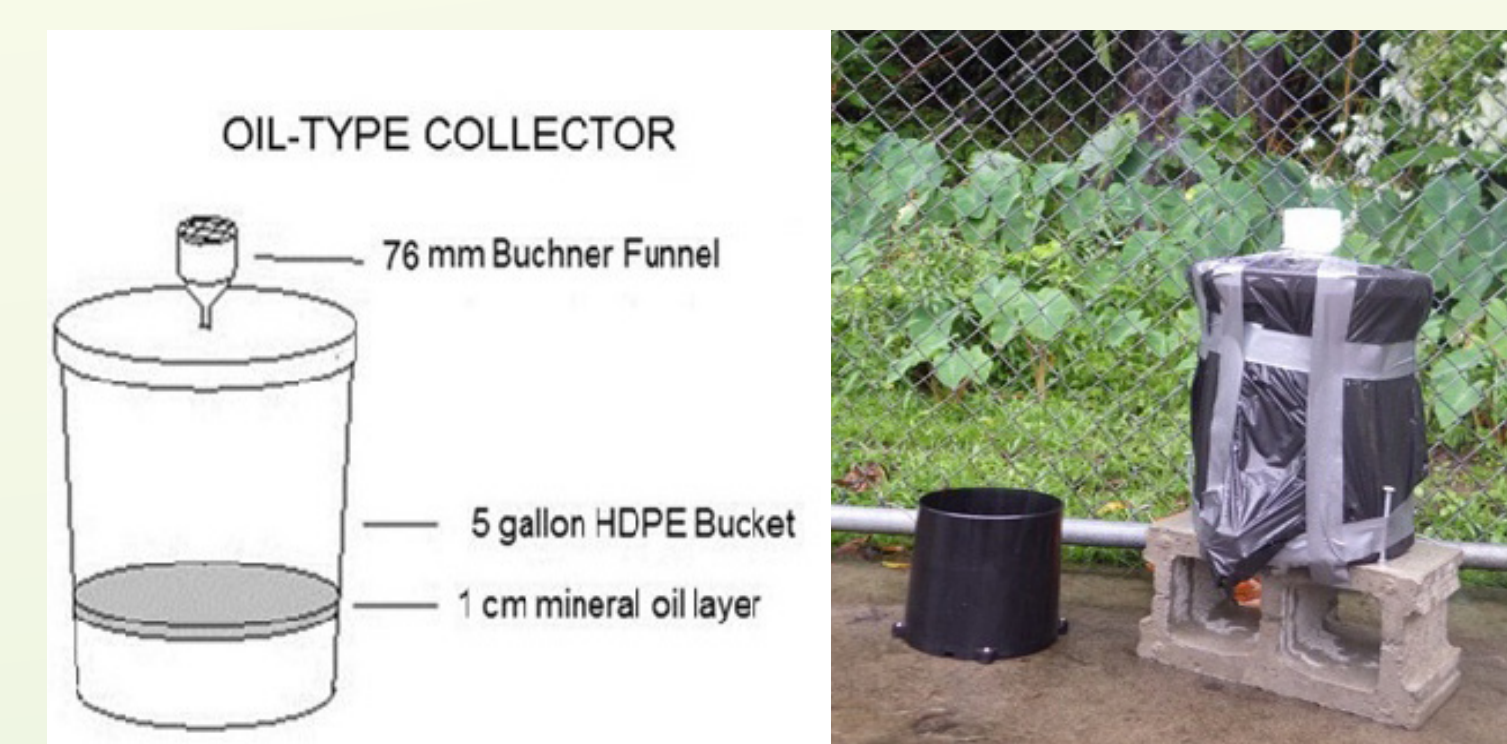 OIL-TYPE COLLECTOR
76 mm Buchner Funnel
5 gallon HDPE Bucket
1 cm mineral oil layer